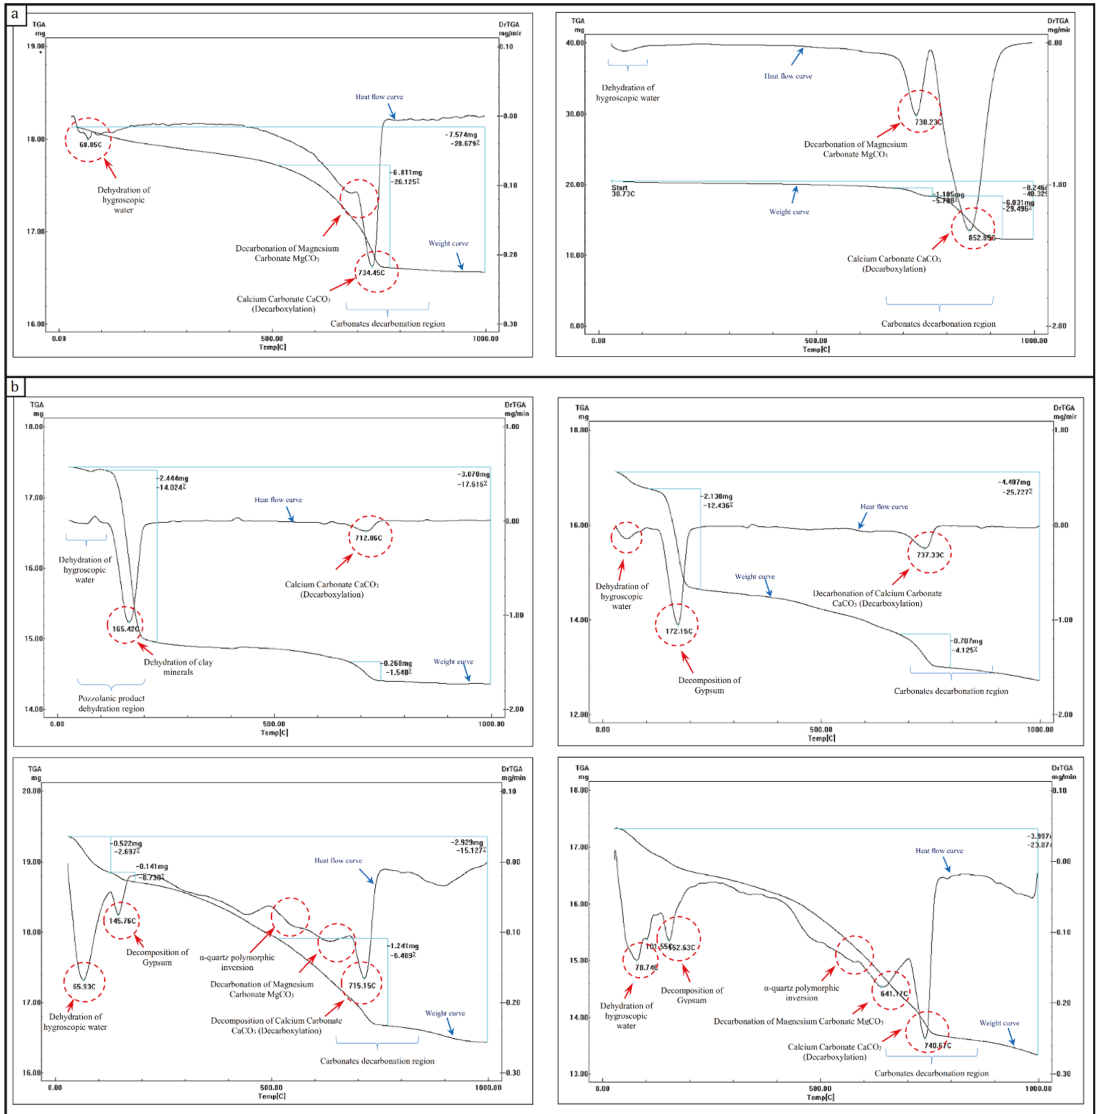 a
TGA
mg
DrTGA
mg/min
19.00
0.10
Heat flow curve
0.00
-7.574mg
-28.679%
18.00
68.05C
-6.811mg
-26.125%
Dehydration of
hygroscopic
water
-0.10
Decarbonation of Magnesium
Carbonate MgCO3
Weight curve
17.00
-0.20
734.45C
Calcium Carbonate CaCO3
(Decarboxylation)
16.00
-0.30
Carbonates decarbonation region
0.00
500.00
1000.00
Temp[C]
TGA
mg
DrTGA
mg/min
40.00
0.00
Heat flow curve
Dehydration of
hygroscopic water
30.00
730.23C
Decarbonation of Magnesium
Carbonate MgCO3
20.00
Start
30.73C
-1.00
-1.185mg
-5.798%
-8.246m
-40.329
-6.031mg
-29.496%
Weight curve
852.85C
Calcium Carbonate CaCO3
(Decarboxylation)
10.00
Carbonates decarbonation region
0.00
-2.00
0.00
500.00
1000.00
Temp[C]
b
TGA
mg
DrTGA
mg/min
18.00
1.00
-2.444mg
-14.024%
-3.070mg
-17.616%
17.00
Heat flow curve
0.00
712.86C
Dehydration of
hygroscopic
water
16.00
Calcium Carbonate CaCO3
(Decarboxylation)
-1.00
165.42C
15.00
Dehydration of clay
minerals
-0.268mg
-1.540%
Weight curve
Pozzolanic product
dehydration region
14.00
-2.00
0.00
500.00
1000.00
Temp[C]
TGA
mg
DrTGA
mg/min
18.00
1.00
-4.407mg
-25.727%
-2.130mg
-12.436%
Heat flow curve
16.00
0.00
737.33C
Dehydration of
hygroscopic
water
Weight curve
Decarbonation of Calcium Carbonate
CaCO3 (Decarboxylation)
14.00
-1.00
172.15C
-0.707mg
-4.125%
Decomposition of
Gypsum
Carbonates decarbonation region
12.00
-2.00
0.00
500.00
1000.00
Temp[C]
TGA
mg
DrTGA
mg/min
20.00
0.10
-0.522mg
-2.697%
-2.929mg
-15.127%
-0.141mg
-0.730%
Heat flow curve
19.00
0.00
145.76C
18.00
-0.10
-1.241mg
-6.409%
Decomposition of
Gypsum
α-quartz polymorphic
inversion
65.93C
715.15C
Decarbonation of Magnesium
Carbonate MgCO3
17.00
-0.20
Dehydration of
hygroscopic water
Decomposition of Calcium Carbonate
CaCO3 (Decarboxylation)
Weight curve
Carbonates decarbonation region
16.00
-0.30
0.00
500.00
1000.00
Temp[C]
TGA
mg
DrTGA
mg/min
18.00
0.10
-3.997m
17.00
Heat flow curve
0.00
152.63C
15.00
-0.10
78.74C
641.17C
α-quartz polymorphic
inversion
Decomposition of
Gypsum
Dehydration of
hygroscopic
water
Decarbonation of Magnesium Carbonate MgCO3
14.00
-0.20
Weight curve
740.67C
Calcium Carbonate CaCO3
(Decarboxylation)
Carbonates decarbonation region
13.00
-0.30
0.00
500.00
1000.00
Temp[C]